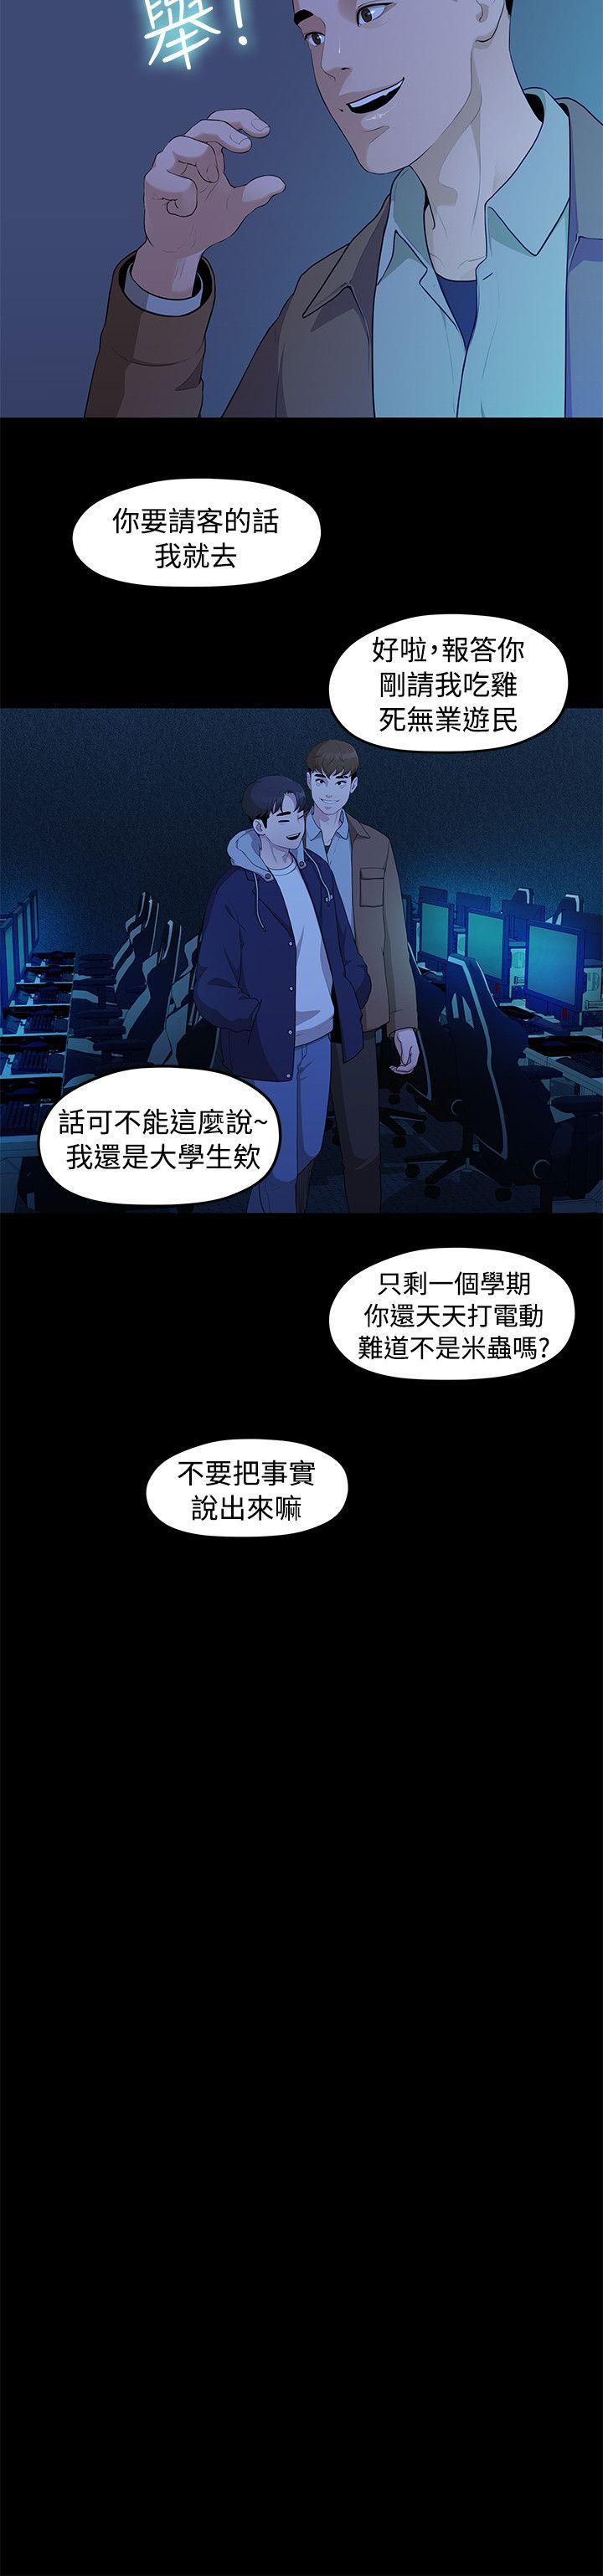 舉!
你要請客的話
我就去
好啦,報答你
剛請我吃雞
死無業遊民
話可不能這麼說~
我還是大學生欸
只剩一個學期
你還天天打電動
難道不是米蟲嗎?
不要把事實
說出來嘛